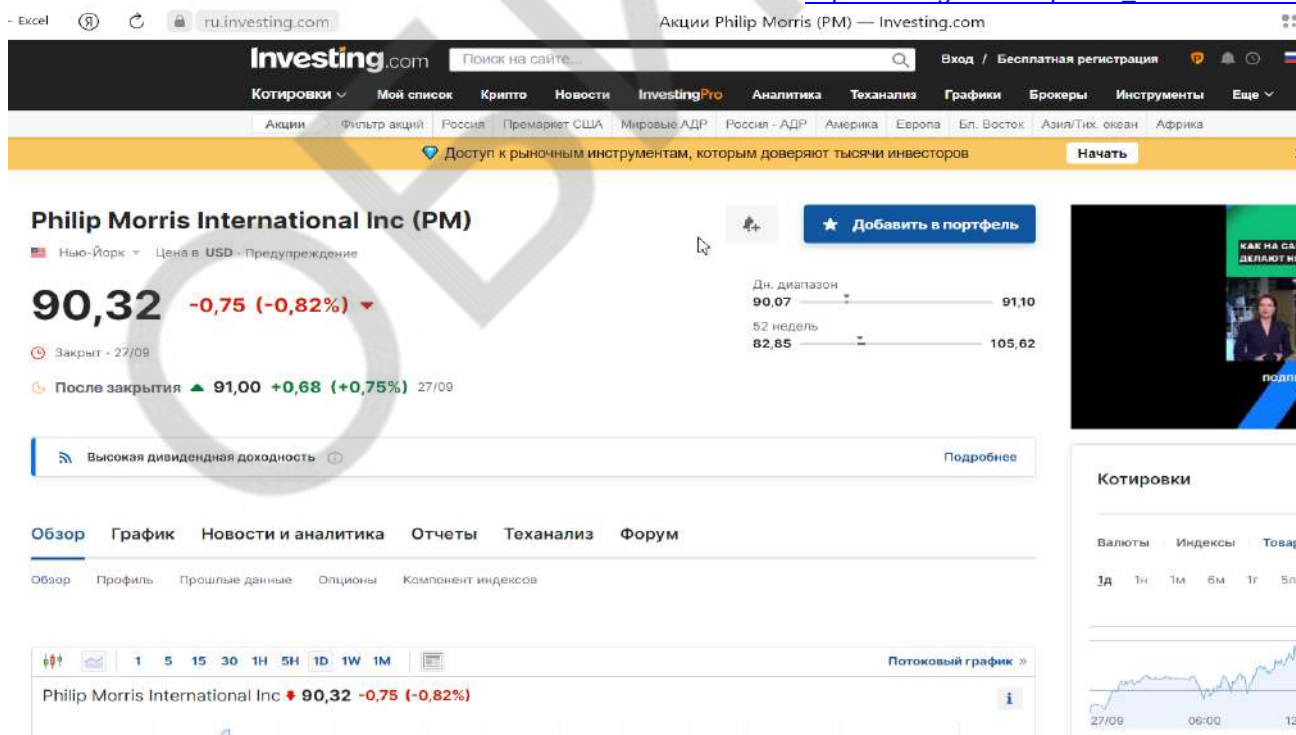 - Excel Я ru.investing.com Акции Philip Morris (PM) — Investing.com
Investing.com Поиск на сайте... Вход / Бесплатная регистрация
Котировки Мой список Крипто Новости InvestingPro Аналитика Теханализ Графики Брокеры Инструменты Еще
Акции Фильтр акций Россия Премаркет США Мировые АДР Россия - АДР Америка Европа Бл. Восток Азия/Тих. океан Африка
Доступ к рыночным инструментам, которым доверяют тысячи инвесторов Начать
Philip Morris International Inc (PM)
Добавить в портфель
Нью-Йорк Цена в USD - Предупреждение
90,32 -0,75 (-0,82%)
Дн. диапазон
90,07 91,10
52 недель
82,85 105,62
Закрыт - 27/09
После закрытия 91,00 +0,68 (+0,75%) 27/09
КАК НА
ДЕЛАЮТ
Высокая дивидендная доходность Подробнее
Котировки
Обзор График Новости и аналитика Отчеты Теханализ Форум
Валюты Индексы Товар
Обзор Профиль Прошлые данные Опционы Компонент индексов
1д 1н 1м 6м 1г 5л
1 5 15 30 1H 5H 1D 1W 1M Потоковый график »
Philip Morris International Inc 90,32 -0,75 (-0,82%) i
27/09 06:00 12